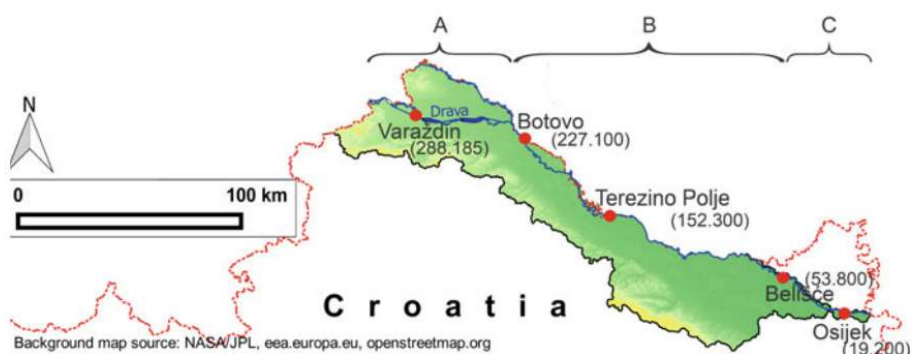 A B C
N
Drava
Botovo
Varaždin
(227.100)
(288.185)
0 100 km
Terezino Polje
(152.300)
(53.800)
Belišće
Croatia
Osijek
(19.200)
Background map source: NASA/JPL, eea.europa.eu, openstreetmap.org